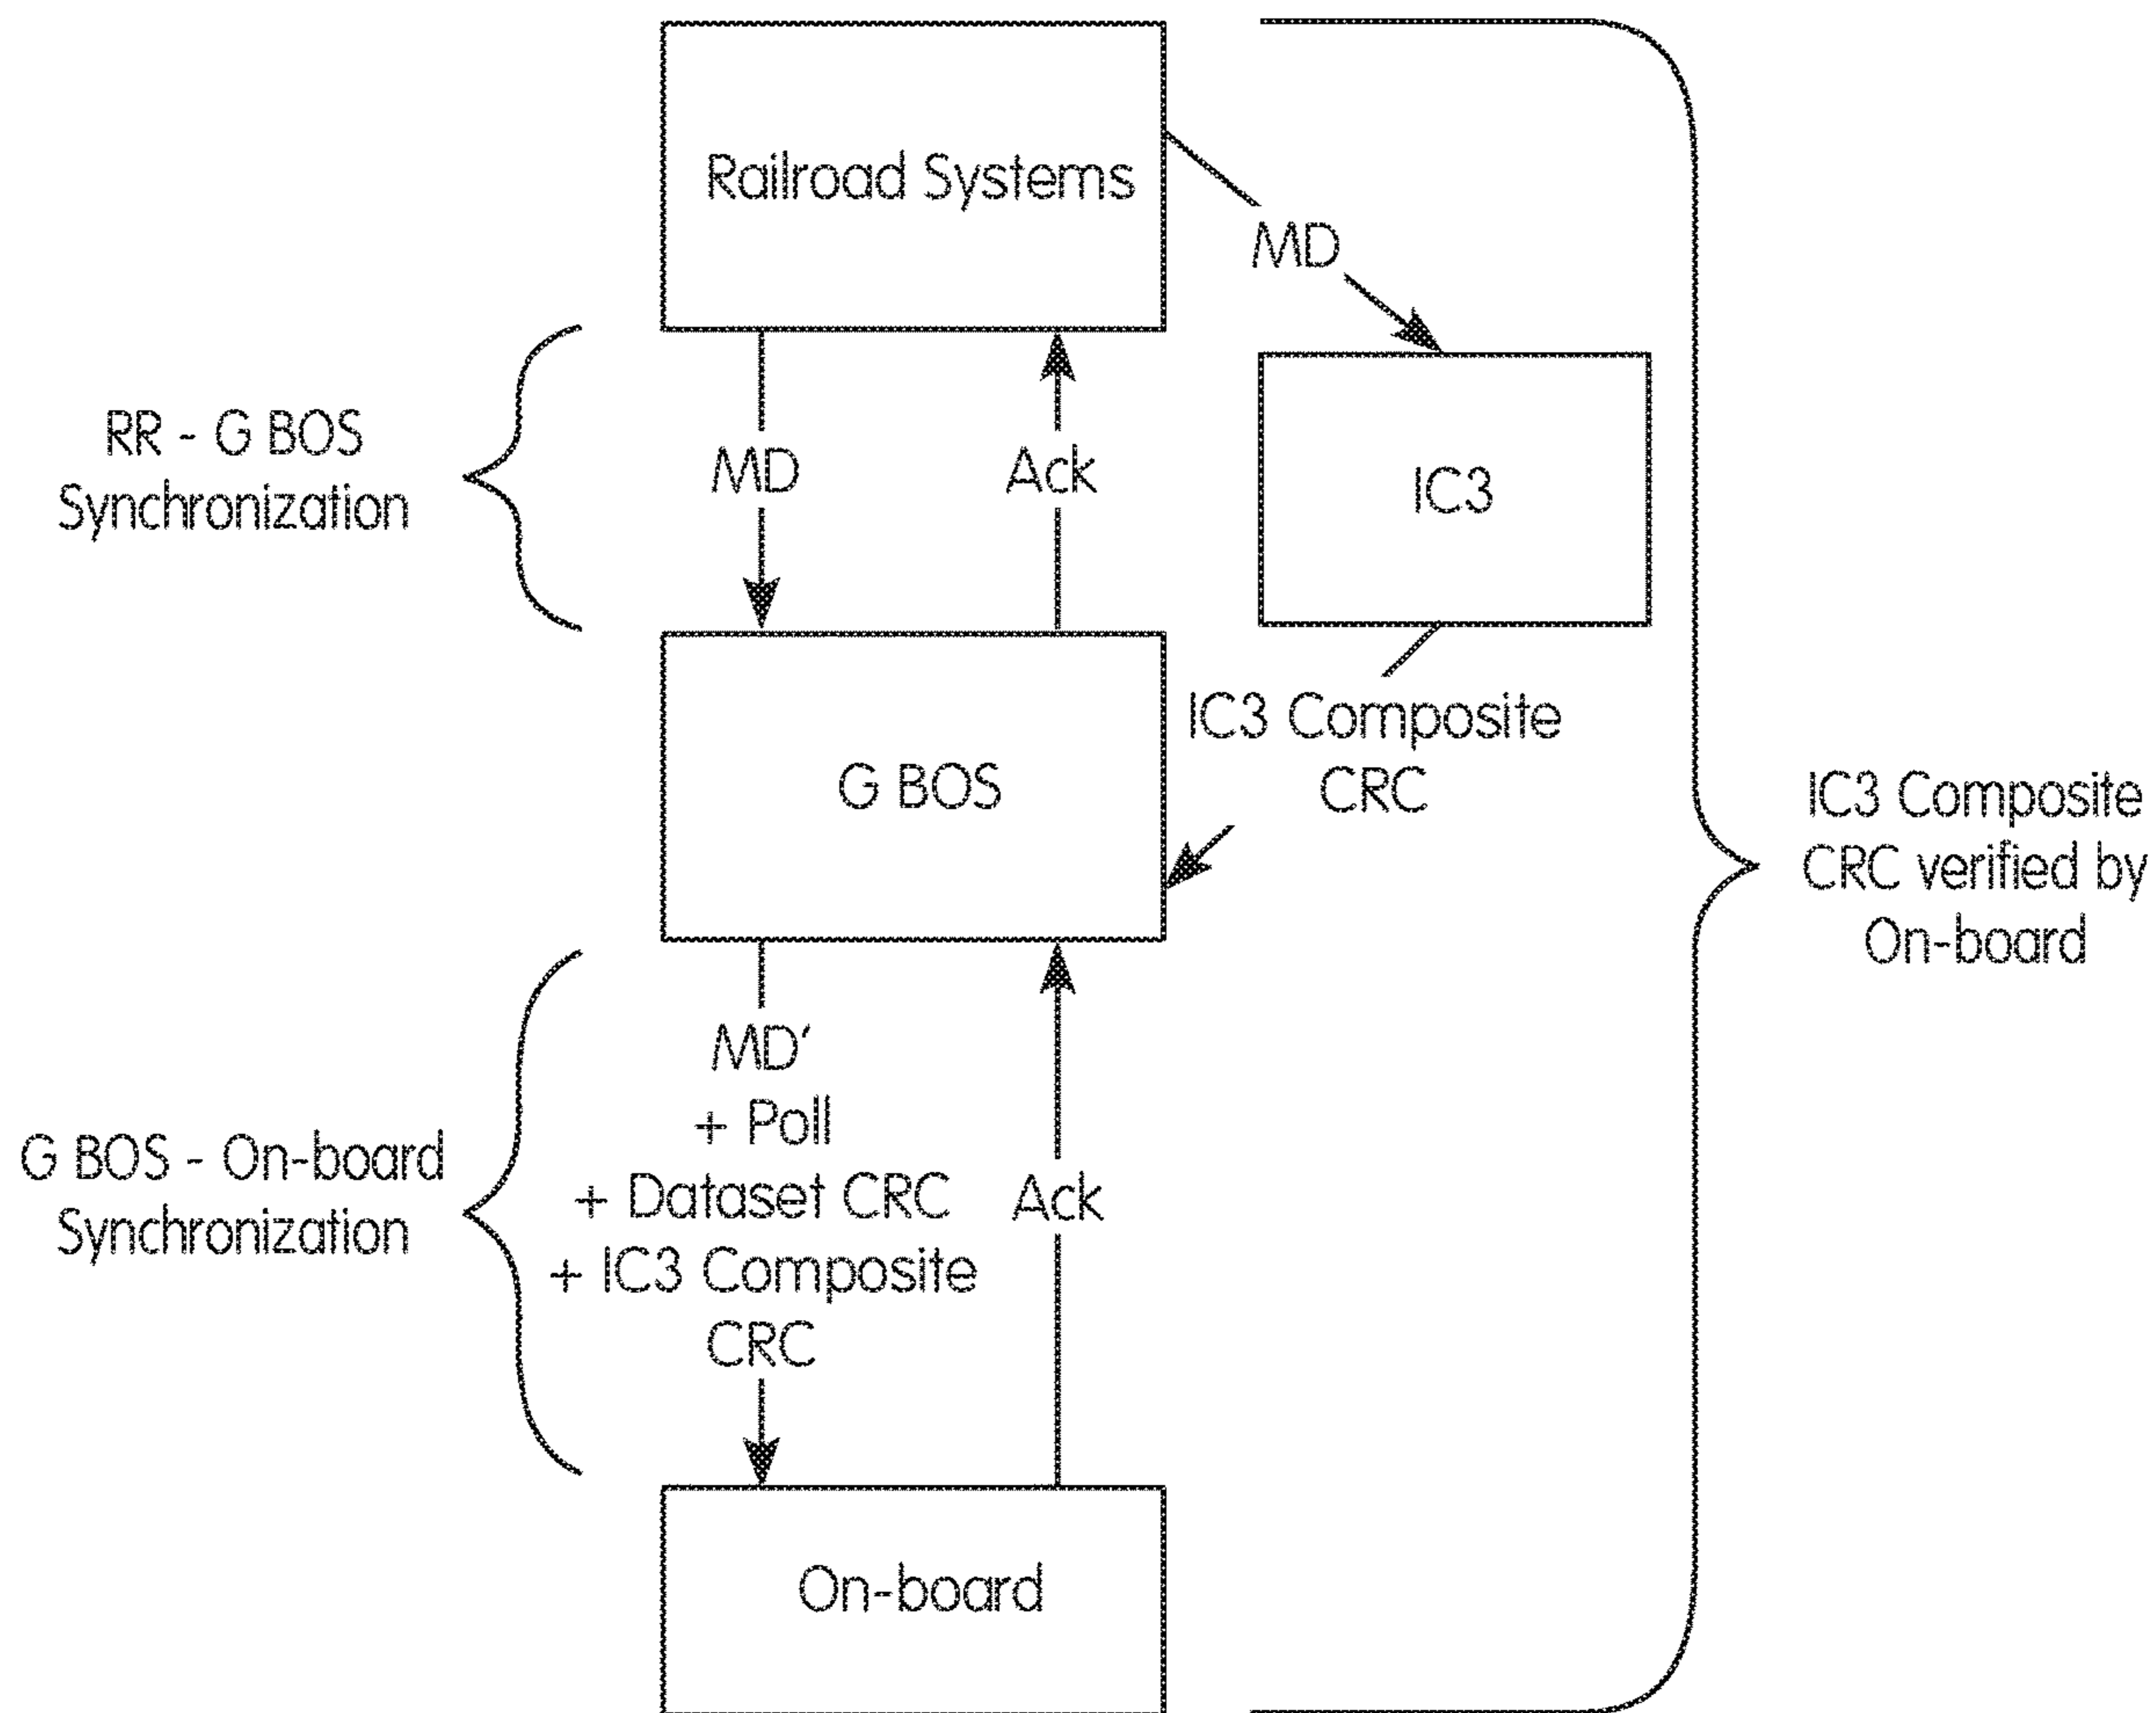 Railroad Systems
MD
RR - G BOS
Synchronization
MD
Ack
IC3
IC3 Composite
CRC
G BOS
IC3 Composite
CRC verified by
On-board
G BOS - On-board
Synchronization
MD′
+ Poll
+ Dataset CRC
+ IC3 Composite
CRC
Ack
On-board